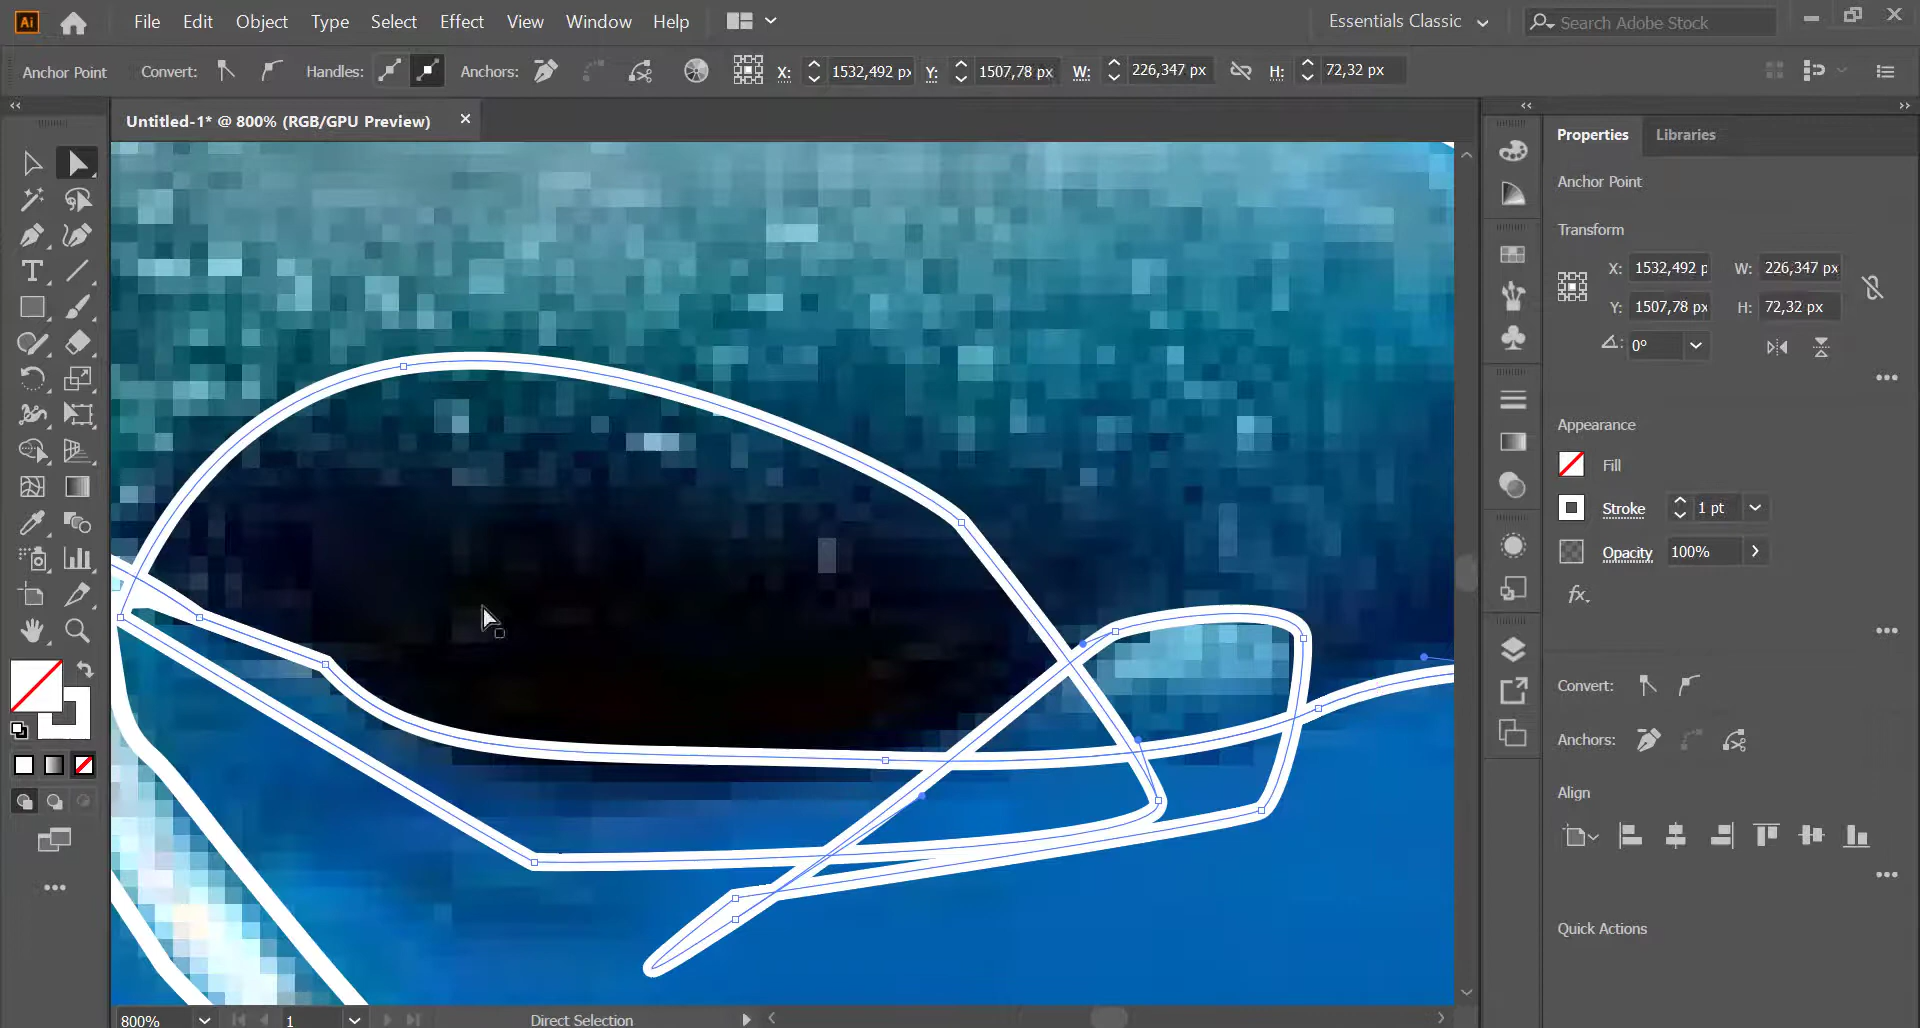 Ai File Edit Object Type Select Effect View Window Help Essentials Classic Search Adobe Stock
Anchor Point Convert: Handles: Anchors: X: 1532,492 px Y: 1507,78 px W: 226,347 px H: 72,32 px
Untitled-1* @ 800% (RGB/GPU Preview)
Properties Libraries
Anchor Point
Transform
X: 1532,492 p W: 226,347 px
Y: 1507,78 px H: 72,32 px
0°
Appearance
Fill
Stroke 1 pt
Opacity 100%
fx.
Convert:
Anchors:
Align
Quick Actions
800% 1 Direct Selection